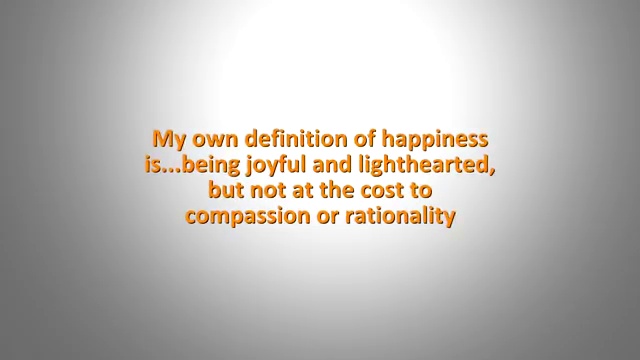 My own definition of happiness
is...being joyful and lighthearted,
but not at the cost to
compassion or rationality